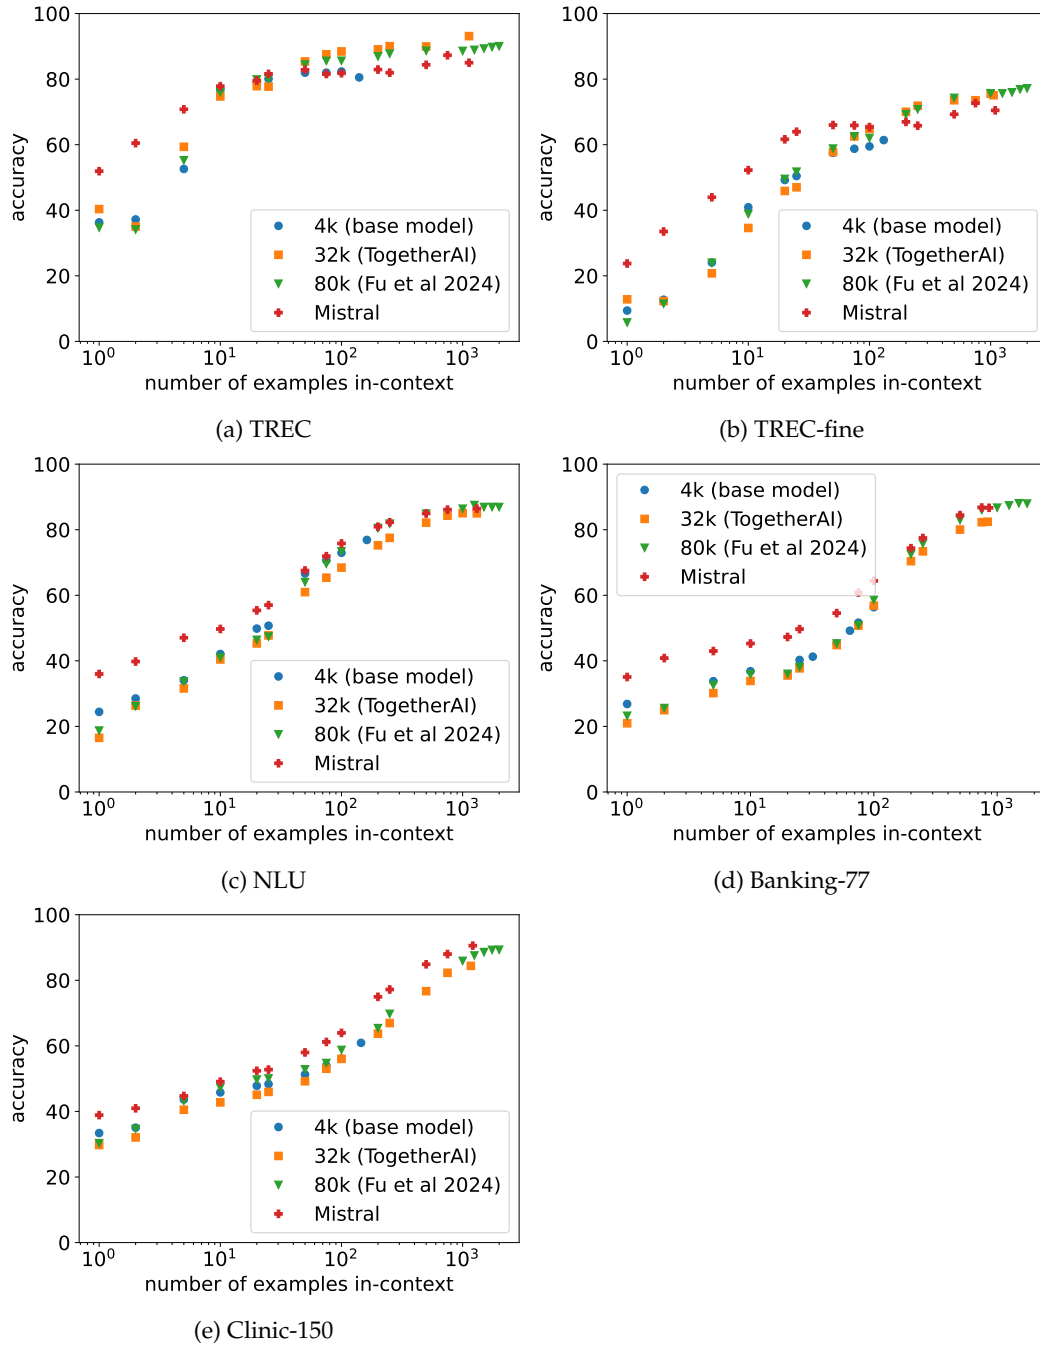 100
80
60
40
20
0
accuracy
10^0
10^1
10^2
10^3
number of examples in-context
4k (base model)
32k (TogetherAI)
80k (Fu et al 2024)
Mistral
(a) TREC
100
80
60
40
20
0
accuracy
10^0
10^1
10^2
10^3
number of examples in-context
4k (base model)
32k (TogetherAI)
80k (Fu et al 2024)
Mistral
(b) TREC-fine
100
80
60
40
20
0
accuracy
10^0
10^1
10^2
10^3
number of examples in-context
4k (base model)
32k (TogetherAI)
80k (Fu et al 2024)
Mistral
(c) NLU
100
80
60
40
20
0
accuracy
10^0
10^1
10^2
10^3
number of examples in-context
4k (base model)
32k (TogetherAI)
80k (Fu et al 2024)
Mistral
(d) Banking-77
100
80
60
40
20
0
accuracy
10^0
10^1
10^2
10^3
number of examples in-context
4k (base model)
32k (TogetherAI)
80k (Fu et al 2024)
Mistral
(e) Clinic-150